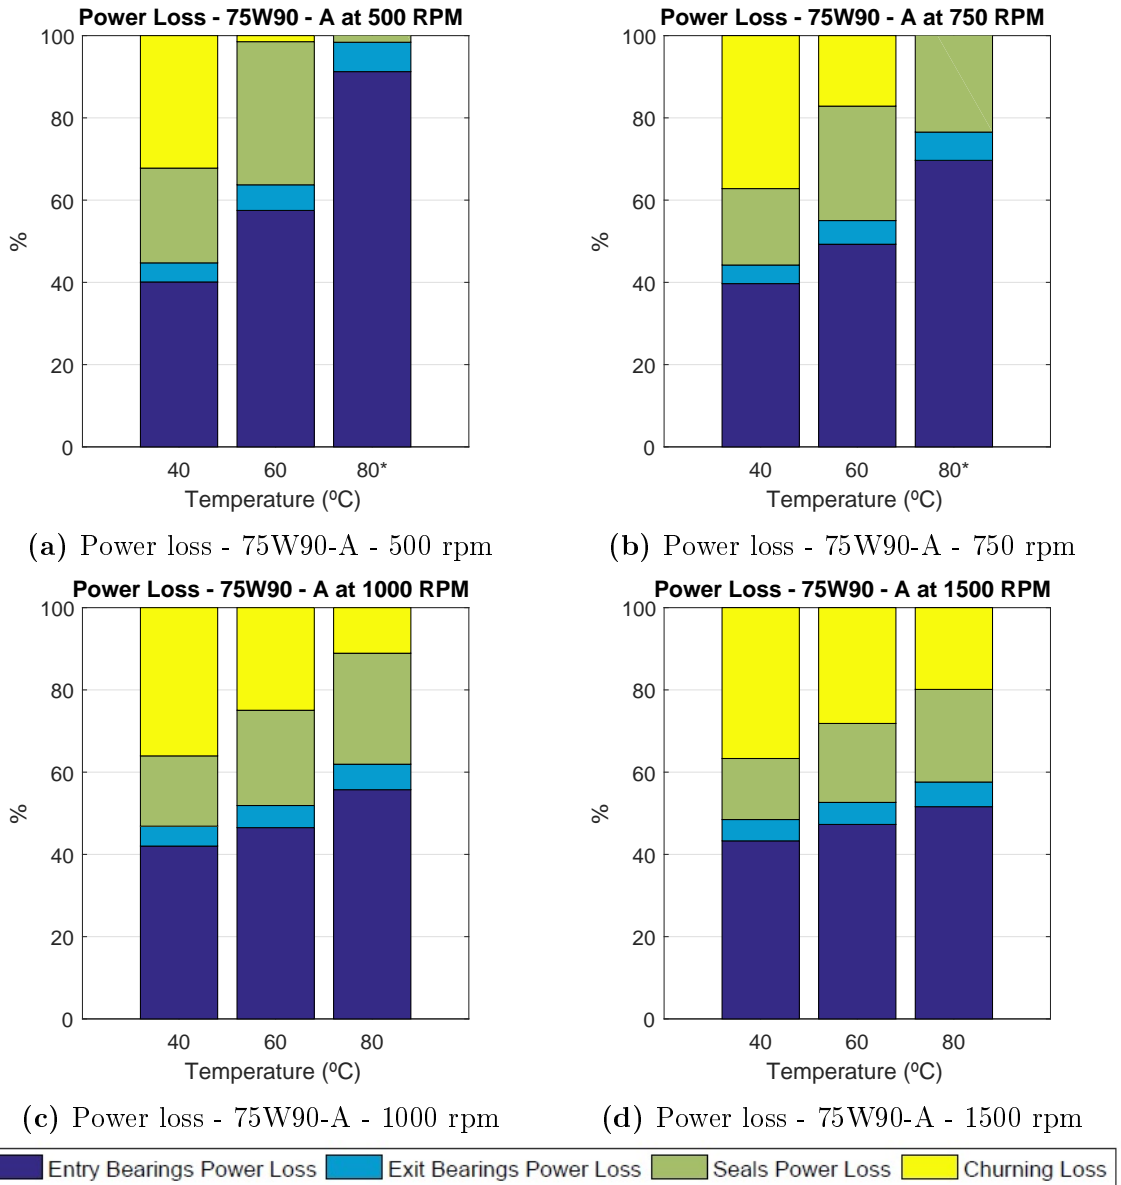 Power Loss - 75W90 - A at 500 RPM
100
80
60
40
20
0
%
40 60 80*
Temperature (ºC)
(a) Power loss - 75W90-A - 500 rpm
Power Loss - 75W90 - A at 750 RPM
100
80
60
40
20
0
%
40 60 80*
Temperature (ºC)
(b) Power loss - 75W90-A - 750 rpm
Power Loss - 75W90 - A at 1000 RPM
100
80
60
40
20
0
%
40 60 80
Temperature (ºC)
(c) Power loss - 75W90-A - 1000 rpm
Power Loss - 75W90 - A at 1500 RPM
100
80
60
40
20
0
%
40 60 80
Temperature (ºC)
(d) Power loss - 75W90-A - 1500 rpm
Entry Bearings Power Loss Exit Bearings Power Loss Seals Power Loss Churning Loss